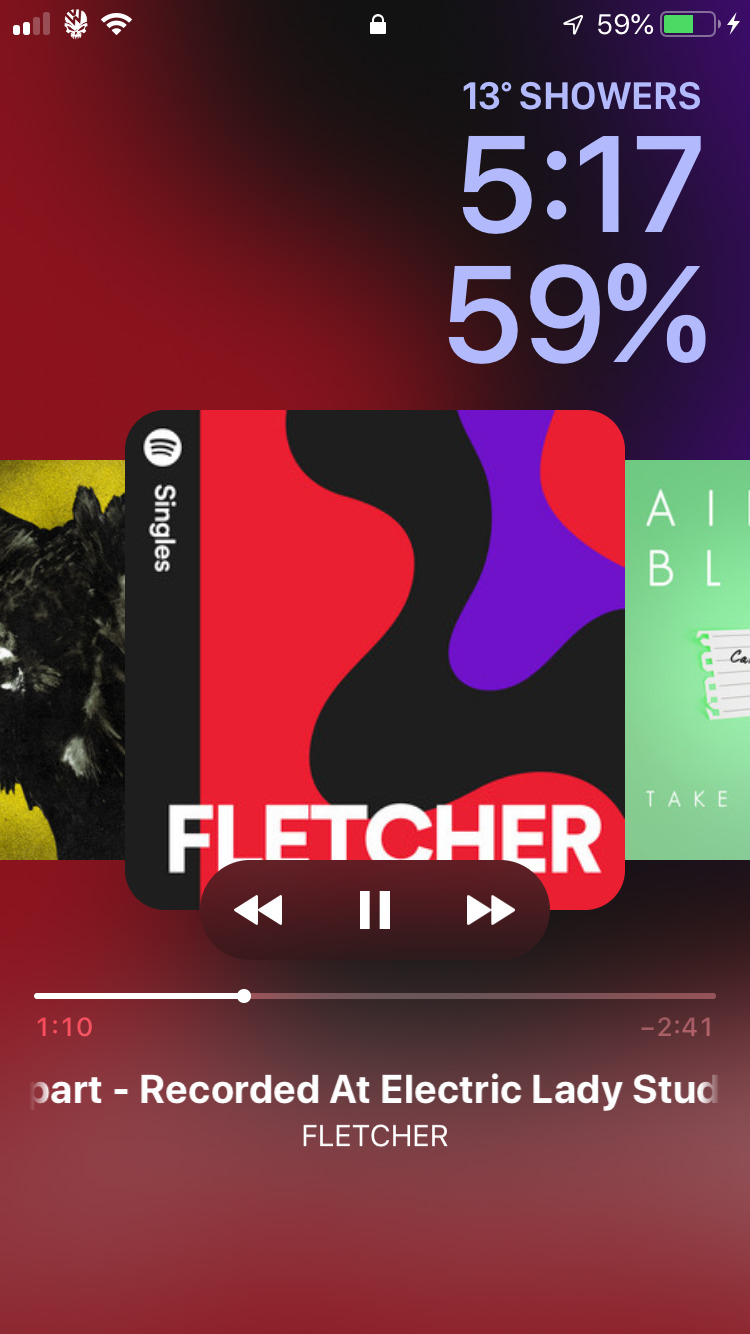 59%
13° SHOWERS
5:17
59%
Singles
FLETCHER
A I
B L
TAKE
1:10
−2:41
part - Recorded At Electric Lady Stud
FLETCHER